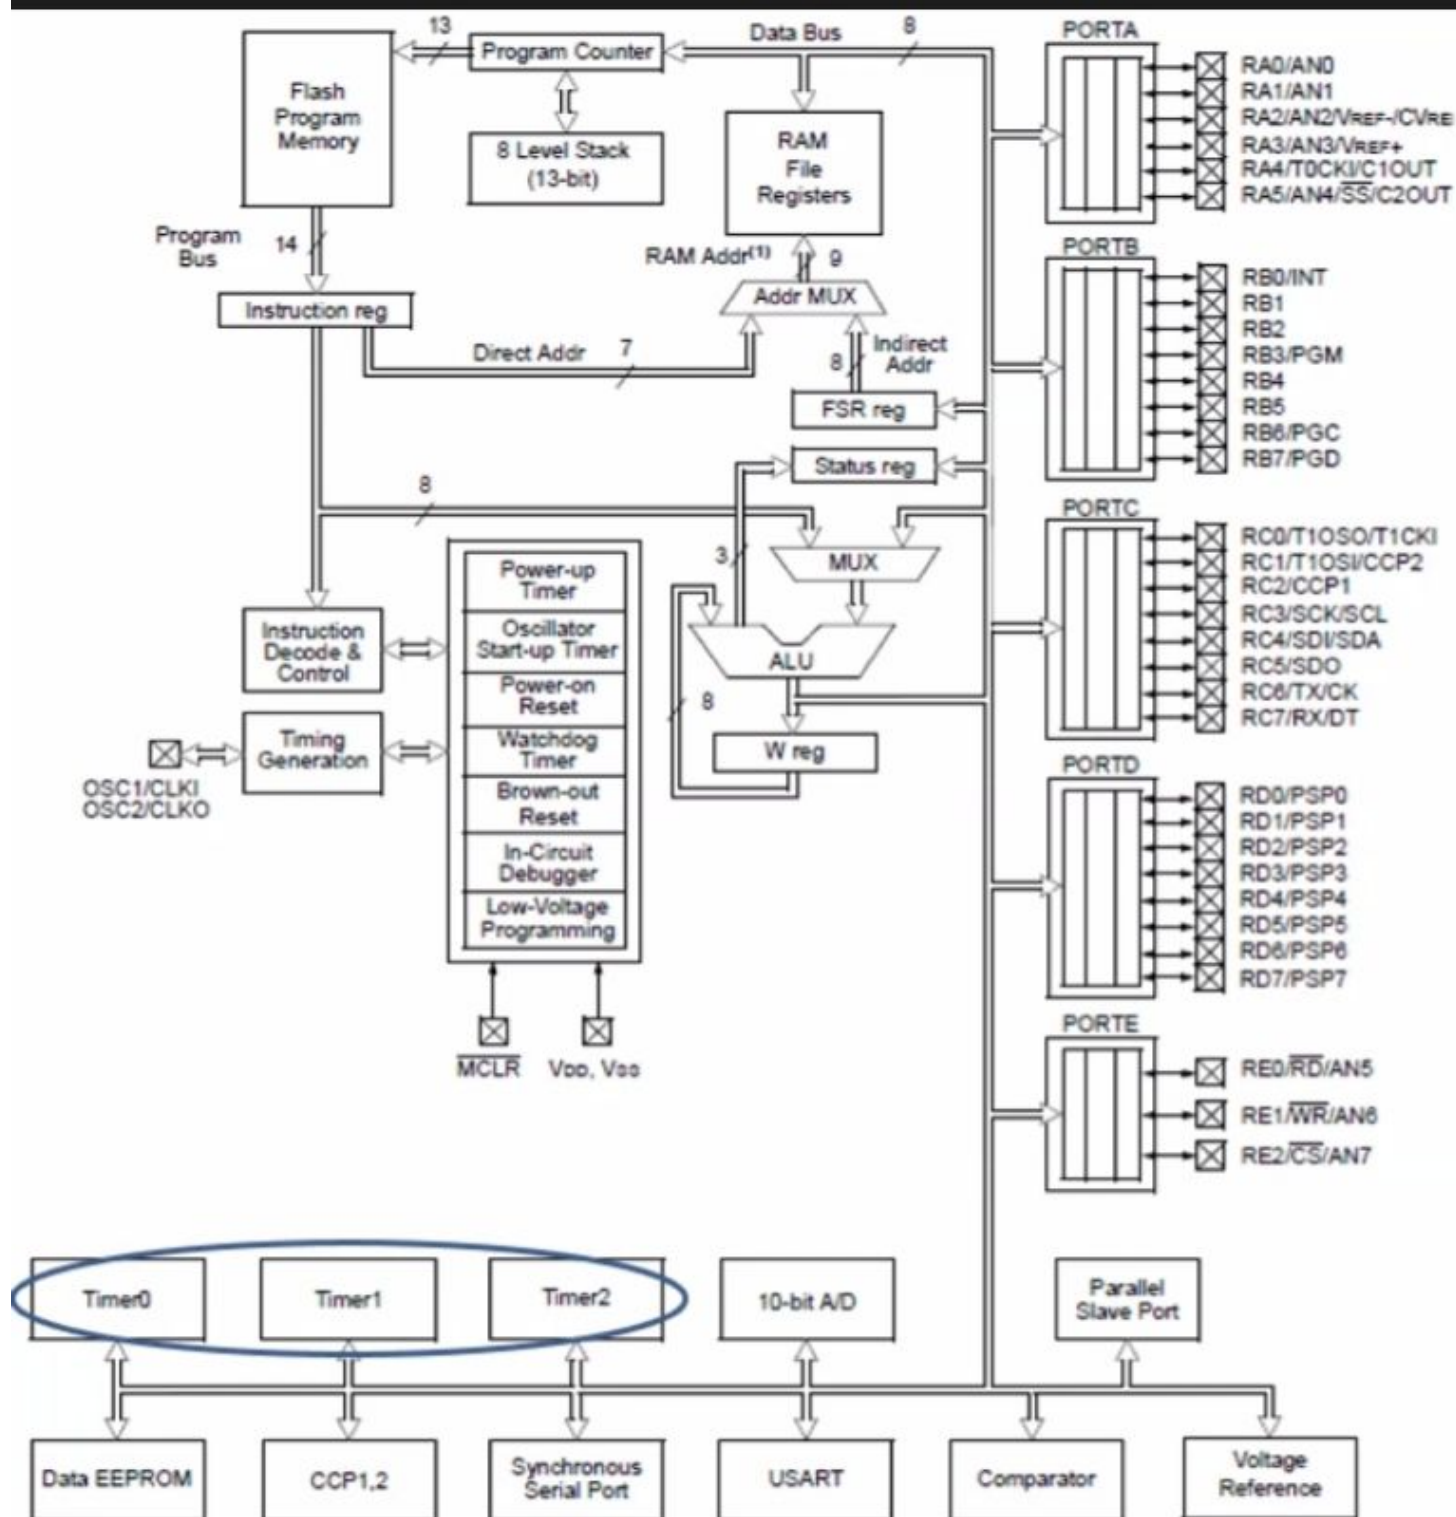 13
Program Counter
Data Bus
8
Flash
Program
Memory
8 Level Stack
(13-bit)
RAM
File
Registers
Program
Bus
14
RAM Addr(1)
9
Addr MUX
Instruction reg
Direct Addr
7
Indirect
Addr
8
FSR reg
Status reg
8
3
MUX
ALU
8
W reg
Instruction
Decode &
Control
Timing
Generation
OSC1/CLKI
OSC2/CLKO
Power-up
Timer
Oscillator
Start-up Timer
Power-on
Reset
Watchdog
Timer
Brown-out
Reset
In-Circuit
Debugger
Low-Voltage
Programming
MCLR
VDD, VSS
PORTA
RA0/AN0
RA1/AN1
RA2/AN2/VREF-/CVRE
RA3/AN3/VREF+
RA4/T0CKI/C1OUT
RA5/AN4/SS/C2OUT
PORTB
RB0/INT
RB1
RB2
RB3/PGM
RB4
RB5
RB6/PGC
RB7/PGD
PORTC
RC0/T1OSO/T1CKI
RC1/T1OSI/CCP2
RC2/CCP1
RC3/SCK/SCL
RC4/SDI/SDA
RC5/SDO
RC6/TX/CK
RC7/RX/DT
PORTD
RD0/PSP0
RD1/PSP1
RD2/PSP2
RD3/PSP3
RD4/PSP4
RD5/PSP5
RD6/PSP6
RD7/PSP7
PORTE
RE0/RD/AN5
RE1/WR/AN6
RE2/CS/AN7
Timer0
Timer1
Timer2
10-bit A/D
Parallel
Slave Port
Data EEPROM
CCP1,2
Synchronous
Serial Port
USART
Comparator
Voltage
Reference